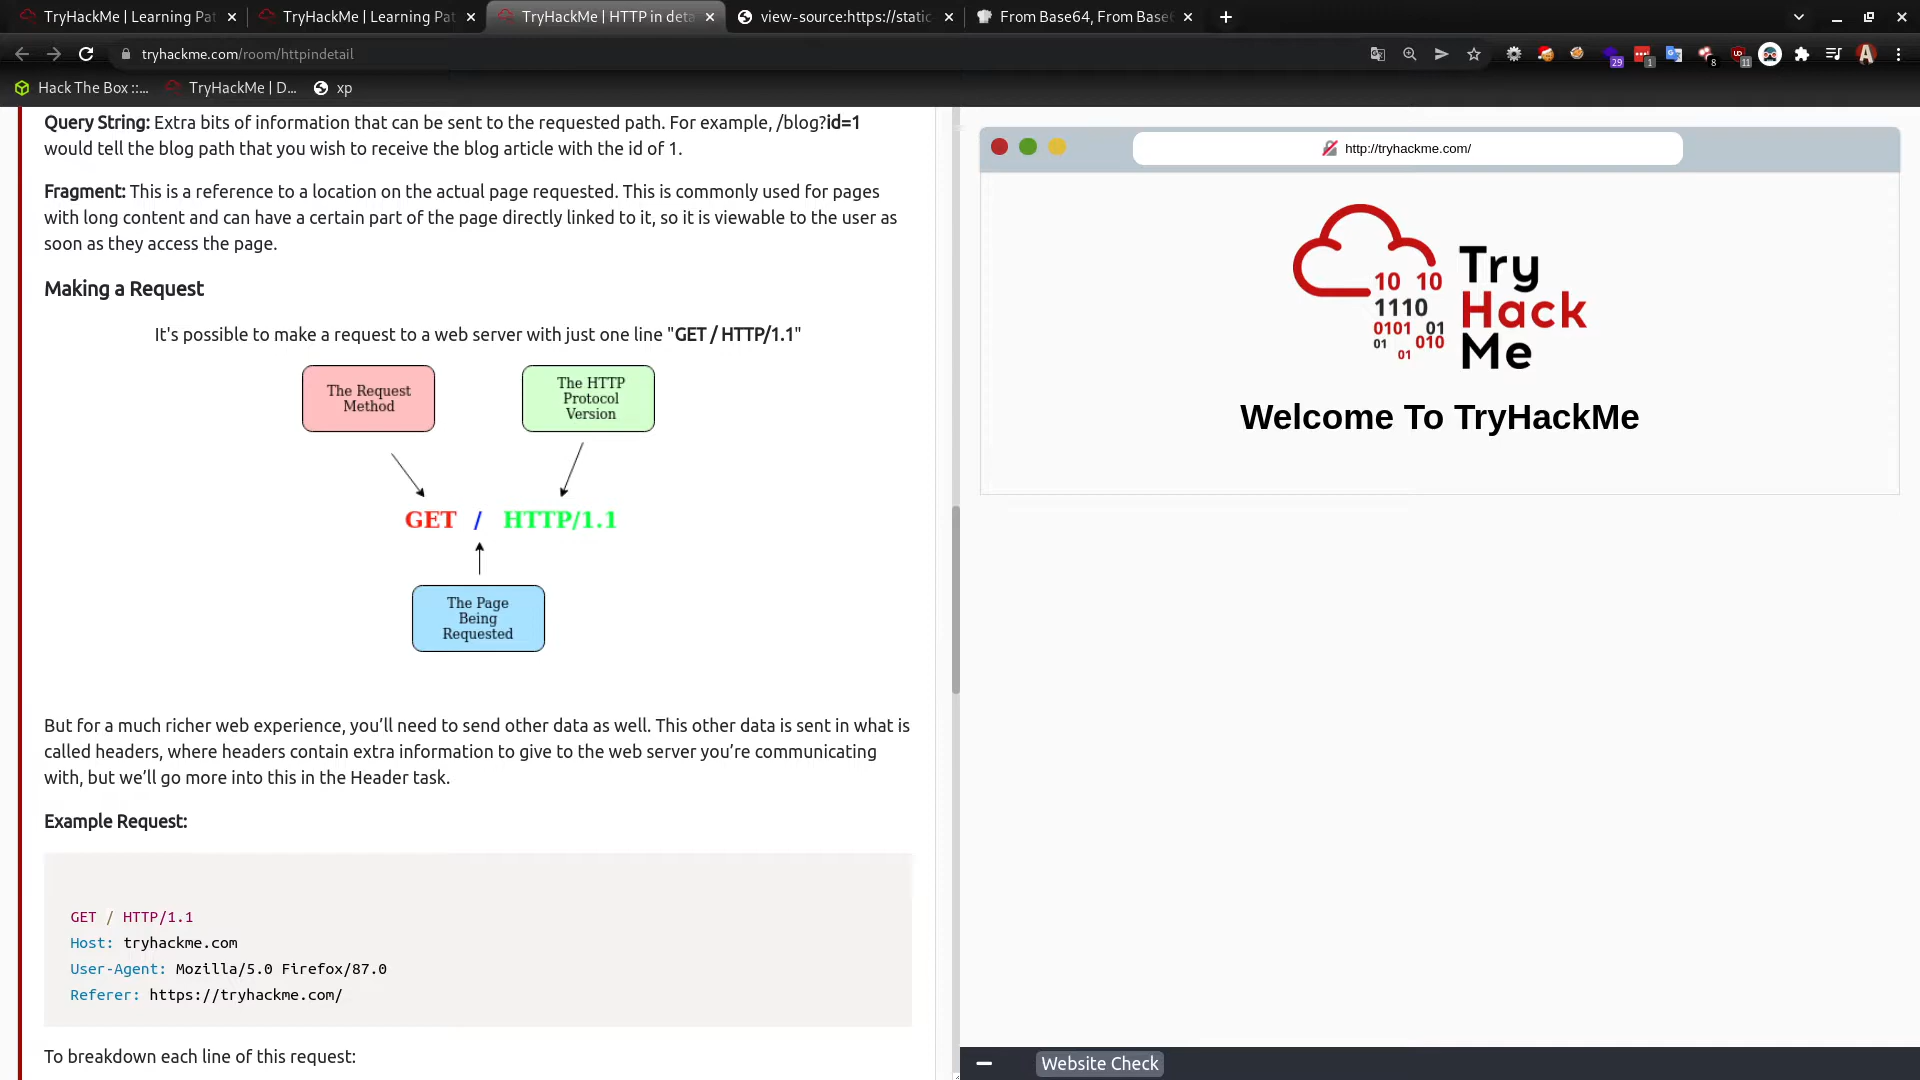 TryHackMe | Learning Pat
TryHackMe | Learning Pat
TryHackMe | HTTP in deta
view-source:https://static
From Base64, From Base6
tryhackme.com/room/httpindetail
29
1
8
11
Hack The Box ::...
TryHackMe | D...
xp
Query String: Extra bits of information that can be sent to the requested path. For example, /blog?id=1
would tell the blog path that you wish to receive the blog article with the id of 1.
Fragment: This is a reference to a location on the actual page requested. This is commonly used for pages
with long content and can have a certain part of the page directly linked to it, so it is viewable to the user as
soon as they access the page.
Making a Request
It's possible to make a request to a web server with just one line "GET / HTTP/1.1"
The Request
Method
The HTTP
Protocol
Version
GET / HTTP/1.1
The Page
Being
Requested
But for a much richer web experience, you’ll need to send other data as well. This other data is sent in what is
called headers, where headers contain extra information to give to the web server you’re communicating
with, but we’ll go more into this in the Header task.
Example Request:
GET / HTTP/1.1
Host: tryhackme.com
User-Agent: Mozilla/5.0 Firefox/87.0
Referer: https://tryhackme.com/
To breakdown each line of this request:
http://tryhackme.com/
10 10
1110
0101 01
01 010
01
Try
Hack
Me
Welcome To TryHackMe
Website Check